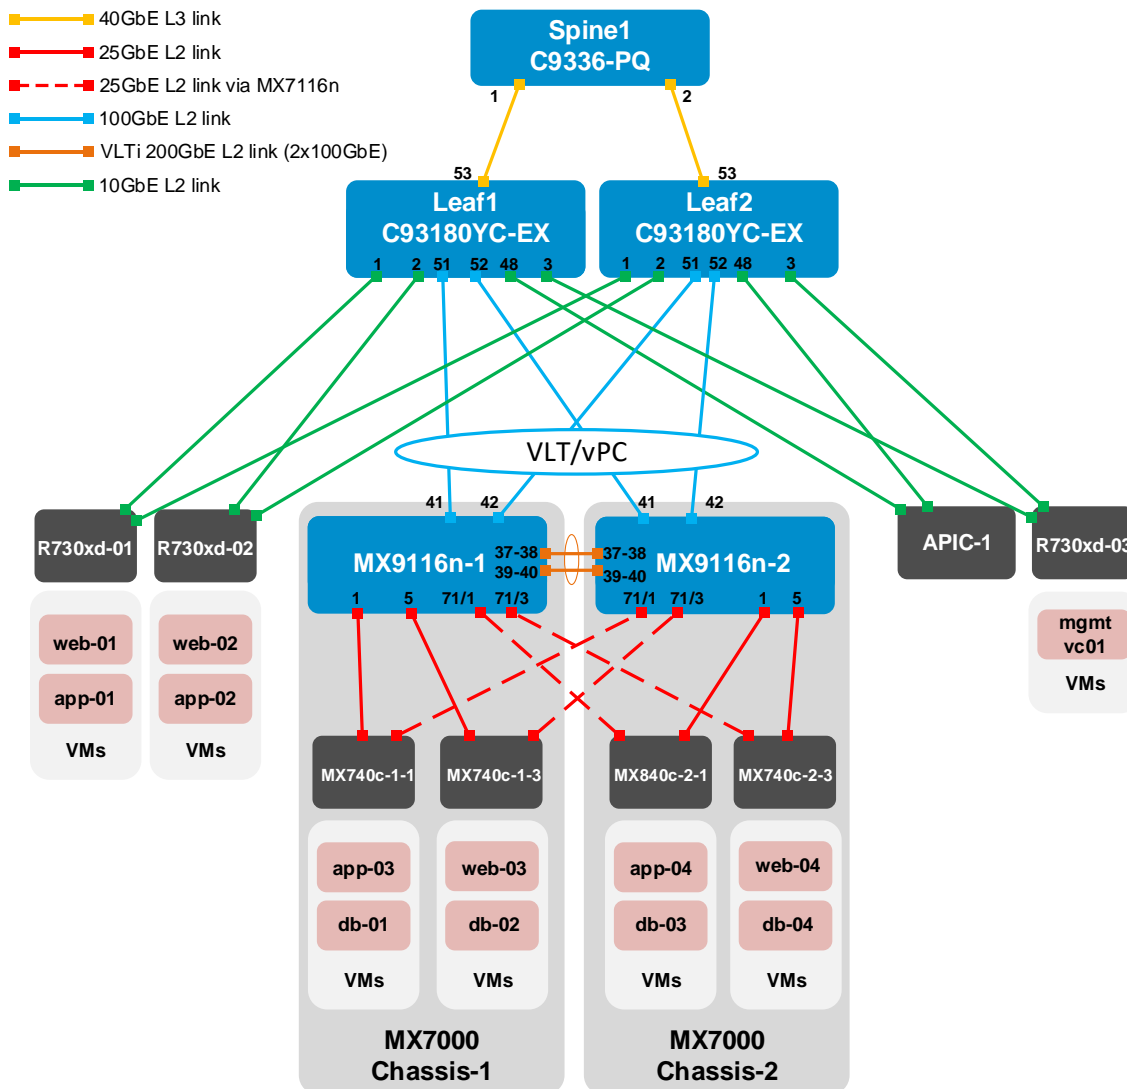 40GbE L3 link
25GbE L2 link
25GbE L2 link via MX7116n
100GbE L2 link
VLTi 200GbE L2 link (2x100GbE)
10GbE L2 link
Spine1
C9336-PQ
1 2
53 53
Leaf1
C93180YC-EX
1 2 51 52 48 3
Leaf2
C93180YC-EX
1 2 51 52 48 3
VLT/vPC
41 42 41 42
R730xd-01
R730xd-02
MX9116n-1
37-38
39-40
1 5 71/1 71/3
37-38
MX9116n-2
39-40
71/1 71/3 1 5
APIC-1
R730xd-03
web-01
app-01
VMs
web-02
app-02
VMs
mgmt
vc01
VMs
MX740c-1-1
MX740c-1-3
MX840c-2-1
MX740c-2-3
app-03
db-01
VMs
web-03
db-02
VMs
app-04
db-03
VMs
web-04
db-04
VMs
MX7000
Chassis-1
MX7000
Chassis-2